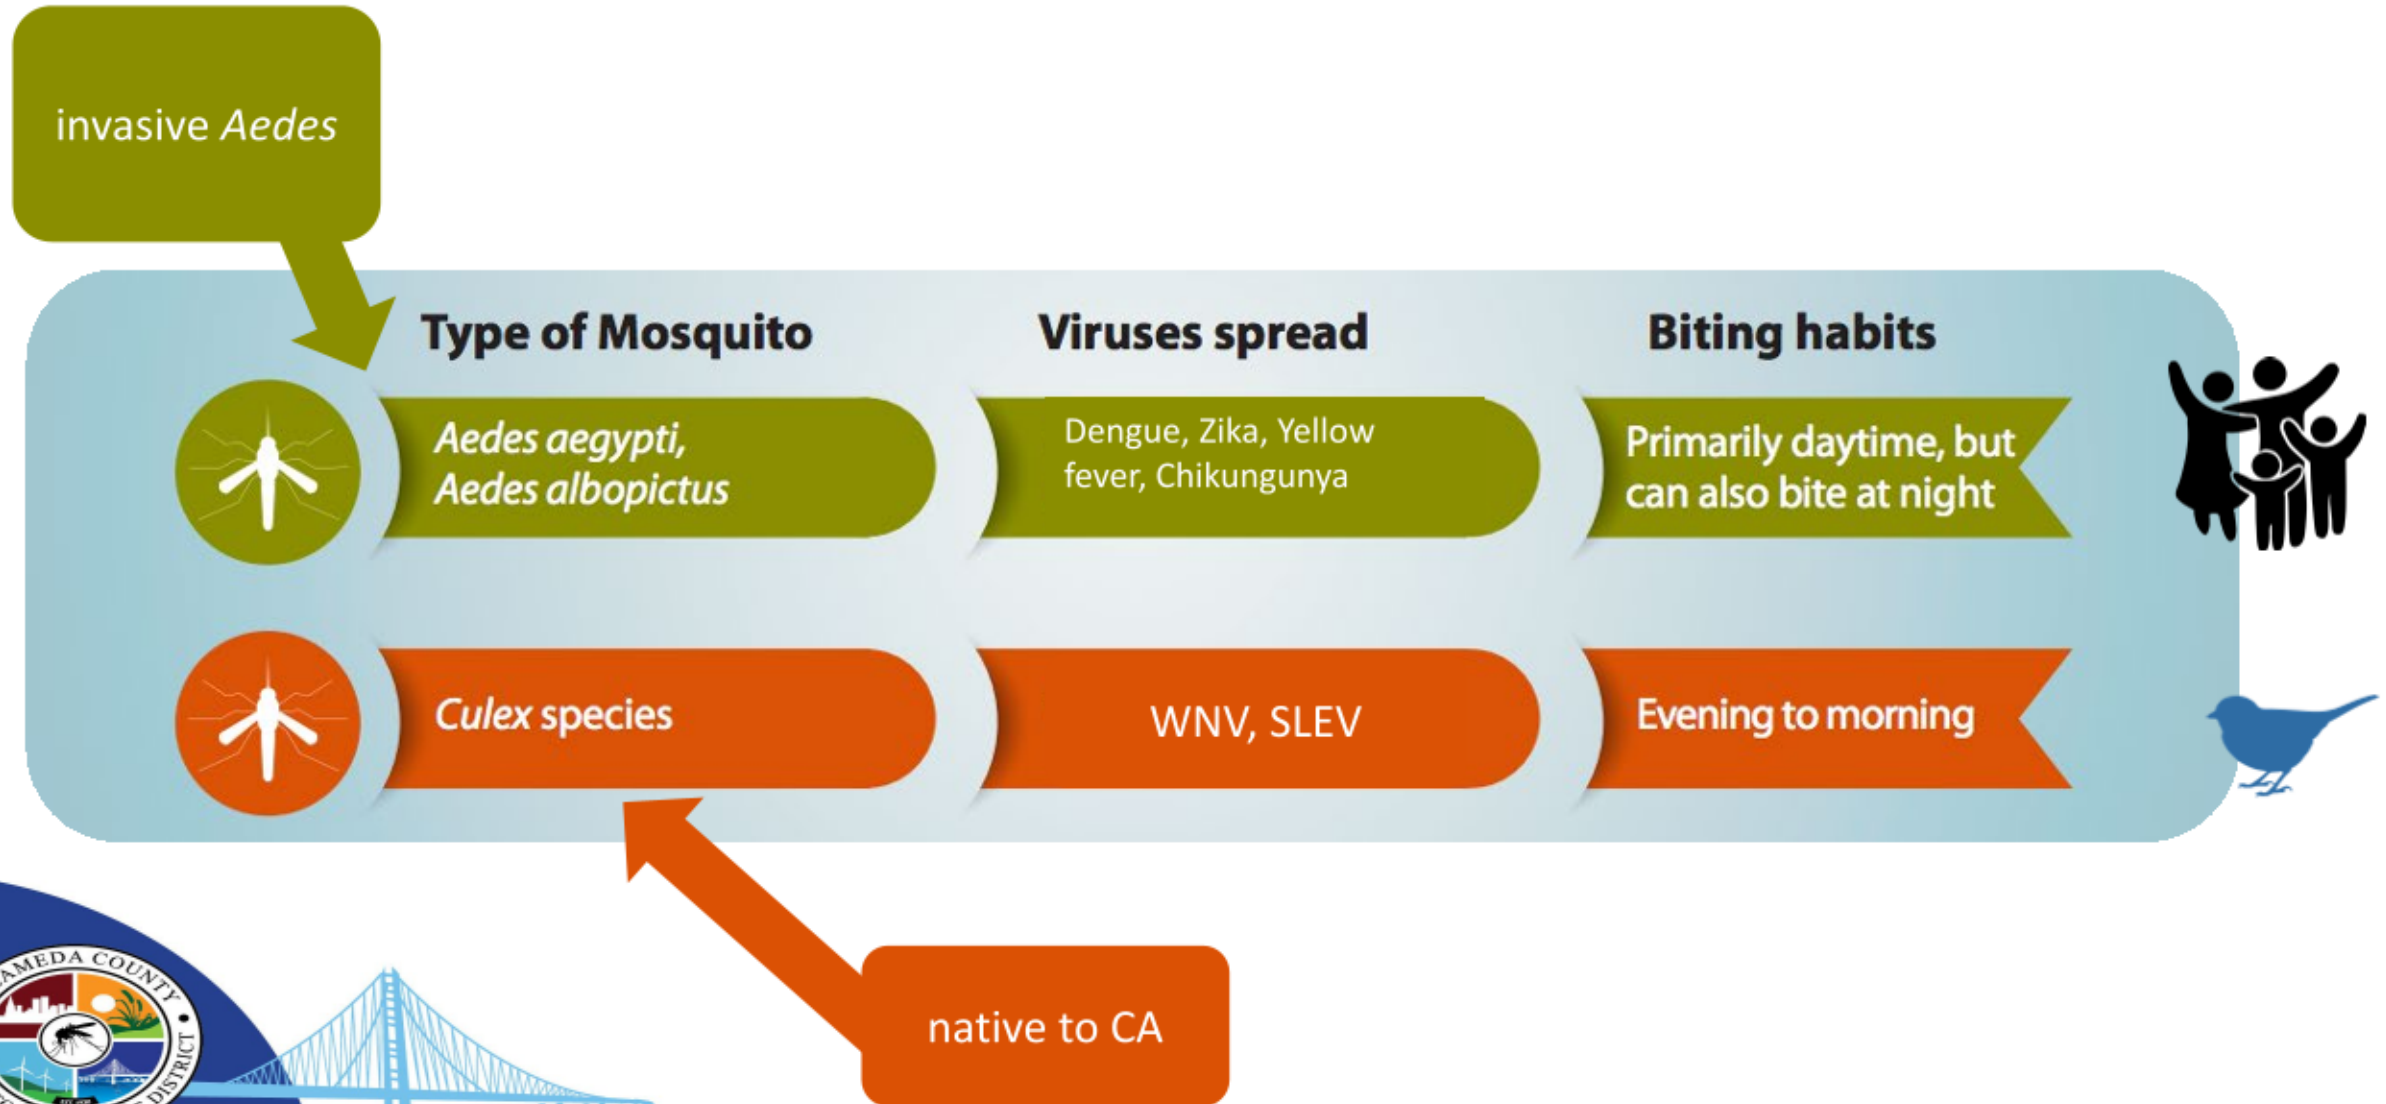 invasive Aedes
Type of Mosquito
Viruses spread
Biting habits
Aedes aegypti,
Aedes albopictus
Dengue, Zika, Yellow
fever, Chikungunya
Primarily daytime, but
can also bite at night
Culex species
WNV, SLEV
Evening to morning
native to CA
COUNTY
DISTRICT